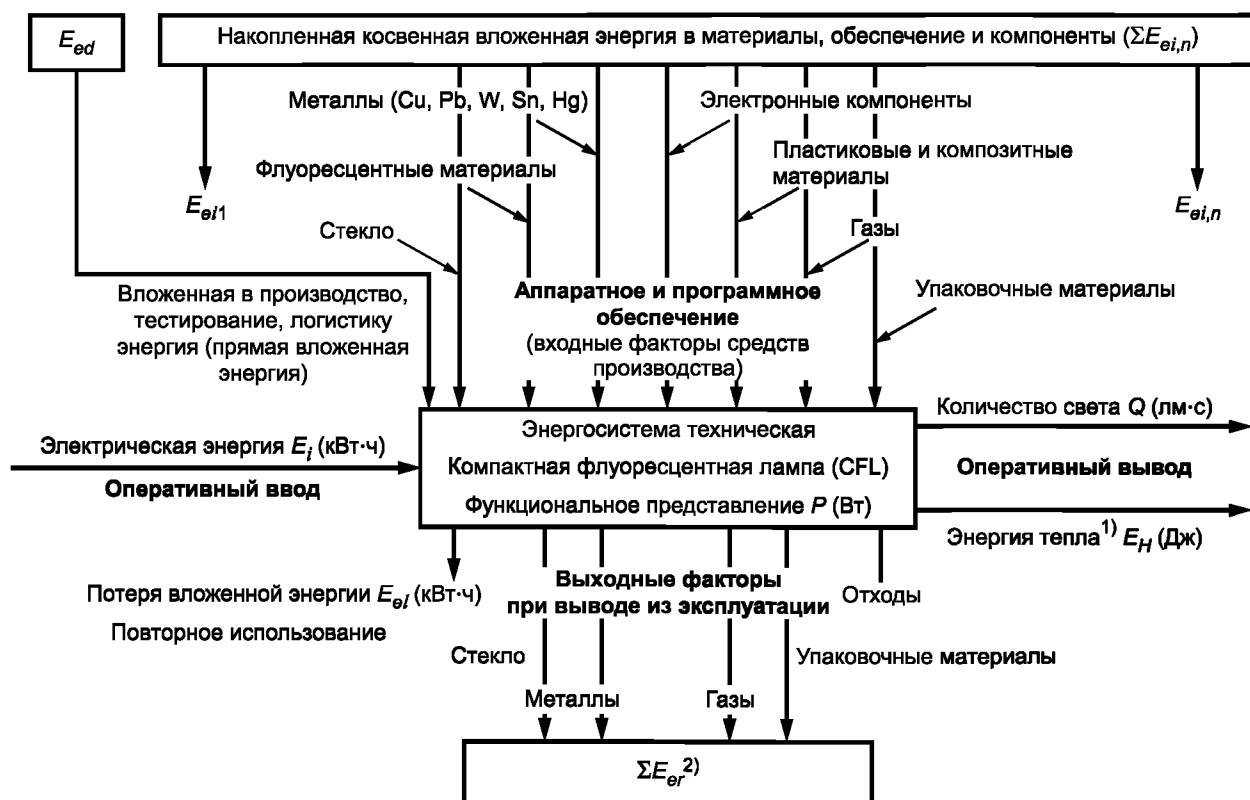 E_ed
Накопленная косвенная вложенная энергия в материалы, обеспечение и компоненты (ΣE_ei,n)
Металлы (Cu, Pb, W, Sn, Hg)
Электронные компоненты
Флуоресцентные материалы
Пластиковые и композитные
материалы
E_ei1
E_ei,n
Стекло
Газы
Вложенная в производство,
тестирование, логистику
энергия (прямая вложенная
энергия)
Аппаратное и программное
обеспечение
(входные факторы средств
производства)
Упаковочные материалы
Электрическая энергия E_i (кВт·ч)
Оперативный ввод
Энергосистема техническая
Компактная флуоресцентная лампа (CFL)
Функциональное представление P (Вт)
Количество света Q (лм·с)
Оперативный вывод
Энергия тепла¹⁾ E_H (Дж)
Потеря вложенной энергии E_el (кВт·ч)
Повторное использование
Выходные факторы
при выводе из эксплуатации
Отходы
Стекло
Упаковочные материалы
Металлы
Газы
ΣE_er²⁾